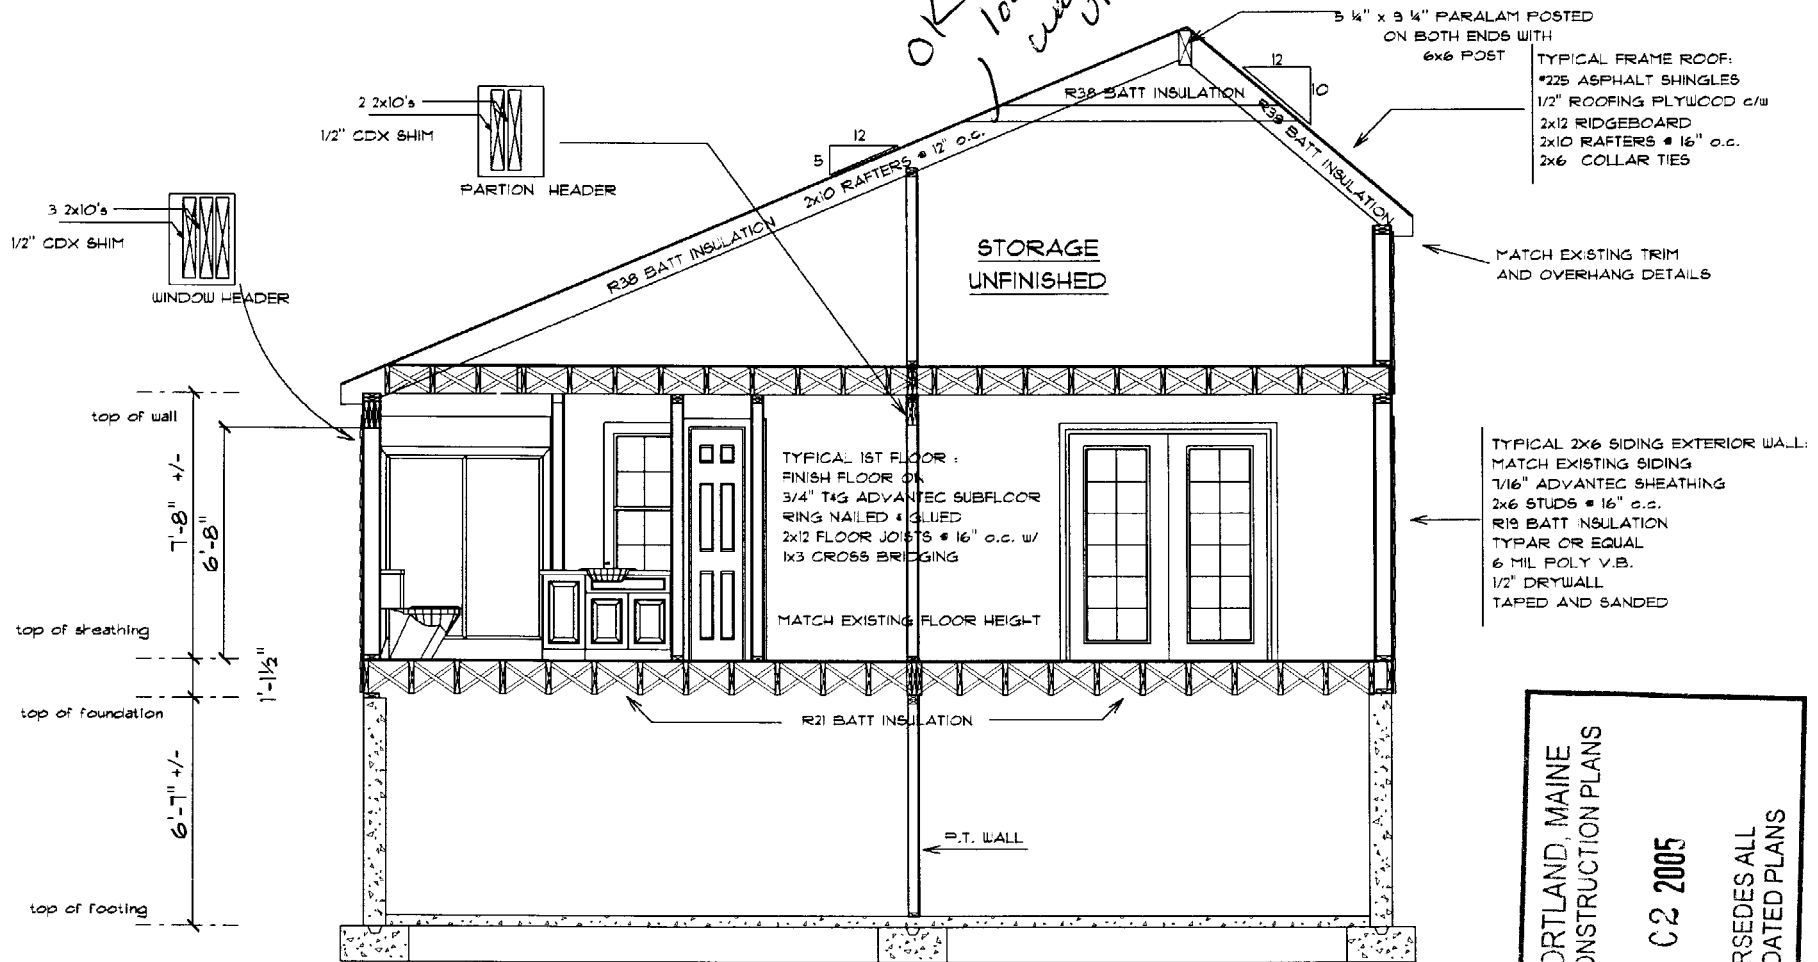 OK
5 1/4" x 9 1/4" PARALAM POSTED
ON BOTH ENDS WITH
6x6 POST
TYPICAL FRAME ROOF:
#225 ASPHALT SHINGLES
1/2" ROOFING PLYWOOD c/w
2x12 RIDGEBOARD
2x10 RAFTERS @ 16" o.c.
2x6 COLLAR TIES
12
10
R38 BATT INSULATION
R38 BATT INSULATION
12
5
2x10 RAFTERS @ 12" o.c.
R38 BATT INSULATION
2 2x10's
1/2" CDX SHIM
PARTION HEADER
3 2x10's
1/2" CDX SHIM
WINDOW HEADER
STORAGE
UNFINISHED
MATCH EXISTING TRIM
AND OVERHANG DETAILS
top of wall
7'-8" +/-
6'-8"
TYPICAL 1ST FLOOR :
FINISH FLOOR ON
3/4" T&G ADVANTEC SUBFLOOR
RING NAILED & GLUED
2x12 FLOOR JOISTS @ 16" o.c. w/
1x3 CROSS BRIDGING
MATCH EXISTING FLOOR HEIGHT
TYPICAL 2X6 SIDING EXTERIOR WALL:
MATCH EXISTING SIDING
7/16" ADVANTEC SHEATHING
2x6 STUDS @ 16" o.c.
R19 BATT INSULATION
TYPAR OR EQUAL
6 MIL POLY V.B.
1/2" DRYWALL
TAPED AND SANDED
top of sheathing
1'-1½"
top of foundation
R21 BATT INSULATION
6'-7" +/-
P.T. WALL
top of footing
ORTLAND, MAINE
ONSTRUCTION PLANS
C2 2005
RSEDES ALL
DATED PLANS